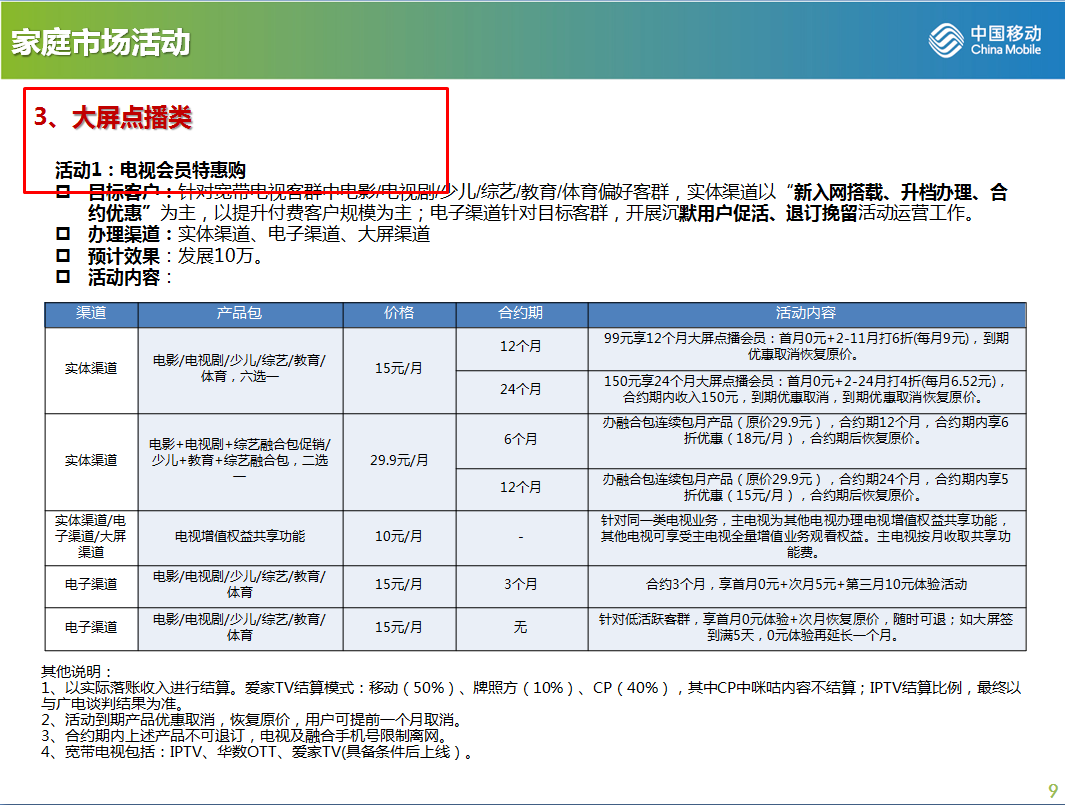 家庭市场活动
中国移动
China Mobile
3、大屏点播类
活动1：电视会员特惠购
目标客户：针对宽带电视客群中电影/电视剧/少儿/综艺/教育/体育偏好客群，实体渠道以“新入网搭载、升档办理、合
约优惠”为主，以提升付费客户规模为主；电子渠道针对目标客群，开展沉默用户促活、退订挽留活动运营工作。
办理渠道：实体渠道、电子渠道、大屏渠道
预计效果：发展10万。
活动内容：
渠道 产品包 价格 合约期 活动内容
实体渠道
电影/电视剧/少儿/综艺/教育/
体育，六选一
15元/月
12个月
99元享12个月大屏点播会员：首月0元+2-11月打6折(每月9元)，到期
优惠取消恢复原价。
24个月
150元享24个月大屏点播会员：首月0元+2-24月打4折(每月6.52元)，
合约期内收入150元，到期优惠取消，到期优惠取消恢复原价。
实体渠道
电影+电视剧+综艺融合包促销/
少儿+教育+综艺融合包，二选
一
29.9元/月
6个月
办融合包连续包月产品（原价29.9元），合约期12个月，合约期内享6
折优惠（18元/月），合约期后恢复原价。
12个月
办融合包连续包月产品（原价29.9元），合约期24个月，合约期内享5
折优惠（15元/月），合约期后恢复原价。
实体渠道/电
子渠道/大屏
渠道
电视增值权益共享功能
10元/月
-
针对同一类电视业务，主电视为其他电视办理电视增值权益共享功能，
其他电视可享受主电视全量增值业务观看权益。主电视按月收取共享功
能费。
电子渠道
电影/电视剧/少儿/综艺/教育/
体育
15元/月
3个月
合约3个月，享首月0元+次月5元+第三月10元体验活动
电子渠道
电影/电视剧/少儿/综艺/教育/
体育
15元/月
无
针对低活跃客群，享首月0元体验+次月恢复原价，随时可退；如大屏签
到满5天，0元体验再延长一个月。
其他说明：
1、以实际落账收入进行结算。爱家TV结算模式：移动（50%）、牌照方（10%）、CP（40%），其中CP中咪咕内容不结算；IPTV结算比例，最终以
与广电谈判结果为准。
2、活动到期产品优惠取消，恢复原价，用户可提前一个月取消。
3、合约期内上述产品不可退订，电视及融合手机号限制离网。
4、宽带电视包括：IPTV、华数OTT、爱家TV(具备条件后上线）。
9